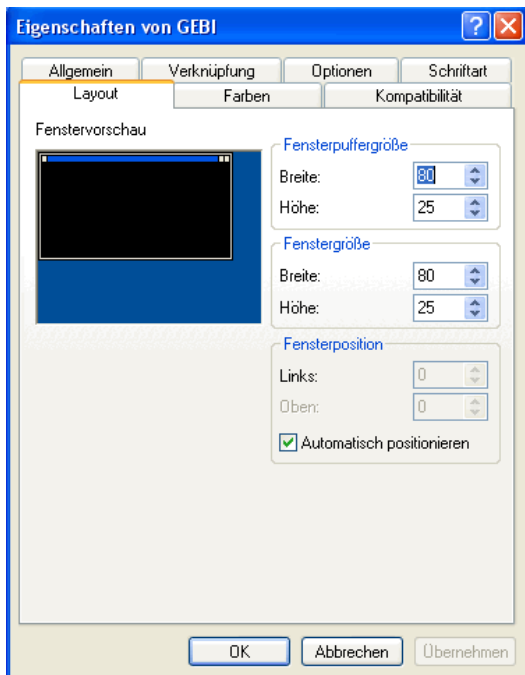 Eigenschaften von GEBI
Allgemein Verknüpfung Optionen Schriftart
Layout Farben Kompatibilität
Fenstervorschau
Fensterpuffergröße
Breite: 80
Höhe: 25
Fenstergröße
Breite: 80
Höhe: 25
Fensterposition
Links: 0
Oben: 0
Automatisch positionieren
OK Abbrechen Übernehmen